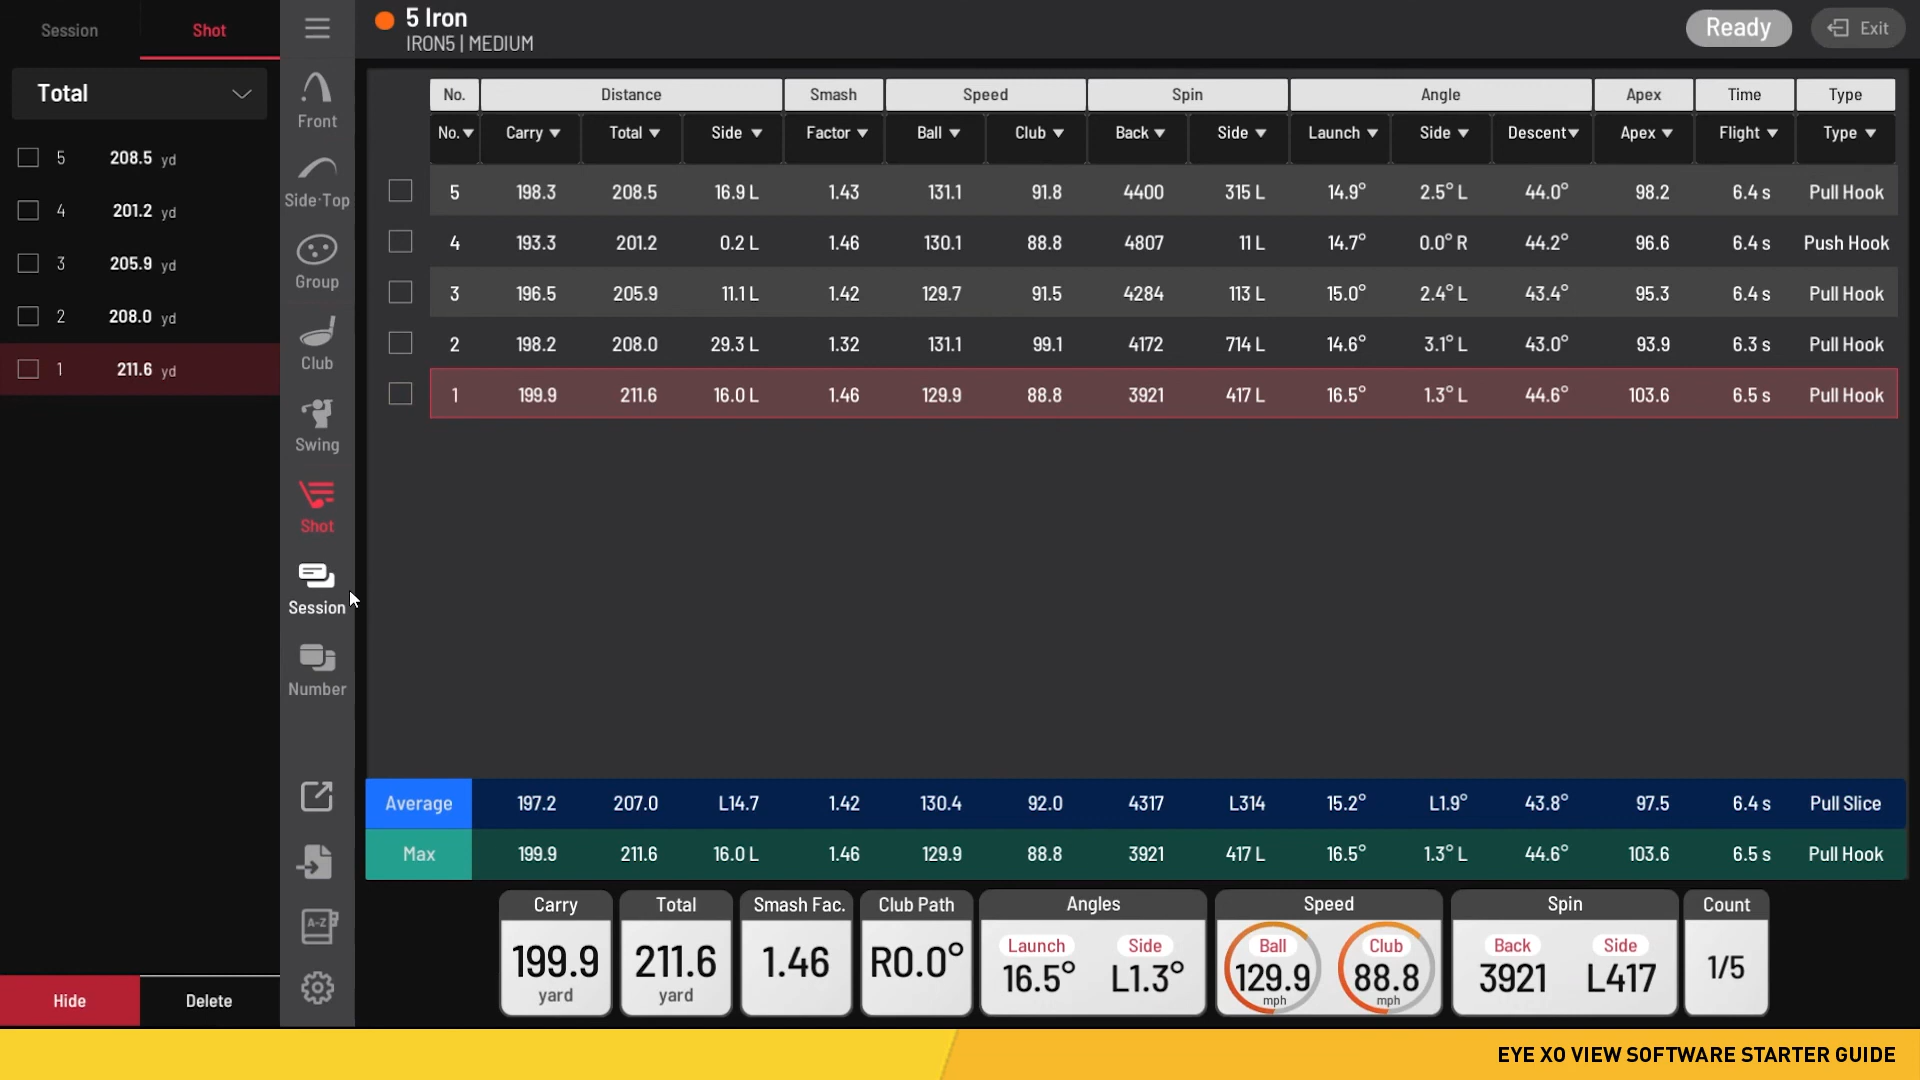 Session Shot
Total
5 208.5 yd
4 201.2 yd
3 205.9 yd
2 208.0 yd
1 211.6 yd
Hide Delete
Front
Side·Top
Group
Club
Swing
Shot
Session
Number
A-Z
5 Iron
IRON5 | MEDIUM
Ready Exit
No. Distance Smash Speed Spin Angle Apex Time Type
No.▼ Carry ▼ Total ▼ Side ▼ Factor ▼ Ball ▼ Club ▼ Back▼ Side ▼ Launch ▼ Side ▼ Descent▼ Apex ▼ Flight ▼ Type ▼
5 198.3 208.5 16.9 L 1.43 131.1 91.8 4400 315 L 14.9° 2.5° L 44.0° 98.2 6.4 s Pull Hook
4 193.3 201.2 0.2 L 1.46 130.1 88.8 4807 11 L 14.7° 0.0° R 44.2° 96.6 6.4 s Push Hook
3 196.5 205.9 11.1 L 1.42 129.7 91.5 4284 113 L 15.0° 2.4° L 43.4° 95.3 6.4 s Pull Hook
2 198.2 208.0 29.3 L 1.32 131.1 99.1 4172 714 L 14.6° 3.1° L 43.0° 93.9 6.3 s Pull Hook
1 199.9 211.6 16.0 L 1.46 129.9 88.8 3921 417 L 16.5° 1.3° L 44.6° 103.6 6.5 s Pull Hook
Average 197.2 207.0 L14.7 1.42 130.4 92.0 4317 L314 15.2° L1.9° 43.8° 97.5 6.4 s Pull Slice
Max 199.9 211.6 16.0 L 1.46 129.9 88.8 3921 417 L 16.5° 1.3° L 44.6° 103.6 6.5 s Pull Hook
Carry Total Smash Fac. Club Path Angles Speed Spin Count
Launch Side Ball Club Back Side
199.9 211.6 1.46 R0.0° 16.5° L1.3° 129.9 88.8 3921 L417 1/5
yard yard mph mph
EYE XO VIEW SOFTWARE STARTER GUIDE